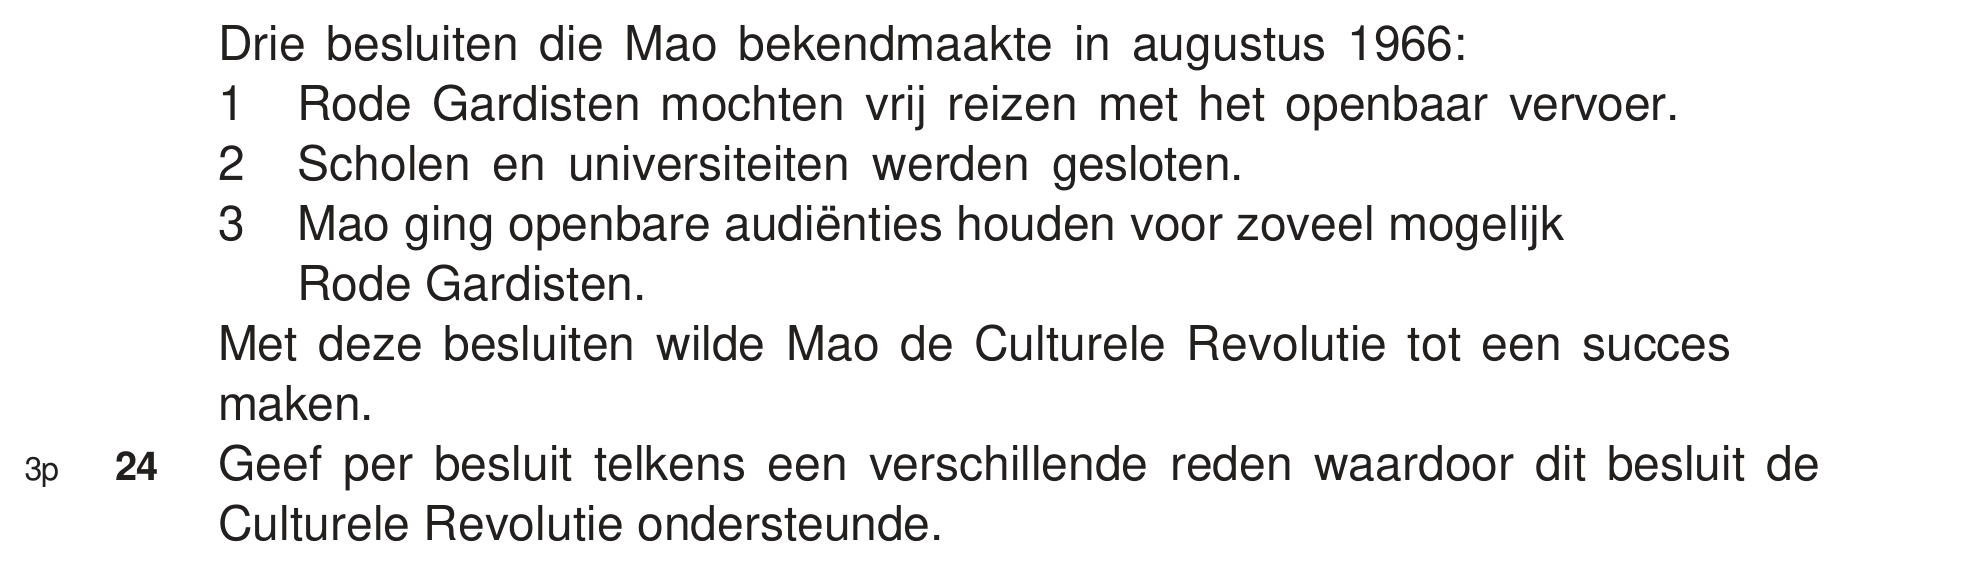 Drie besluiten die Mao bekendmaakte in augustus 1966:
1 Rode Gardisten mochten vrij reizen met het openbaar vervoer.
2 Scholen en universiteiten werden gesloten.
3 Mao ging openbare audiënties houden voor zoveel mogelijk
Rode Gardisten.
Met deze besluiten wilde Mao de Culturele Revolutie tot een succes
maken.
3p 24 Geef per besluit telkens een verschillende reden waardoor dit besluit de
Culturele Revolutie ondersteunde.